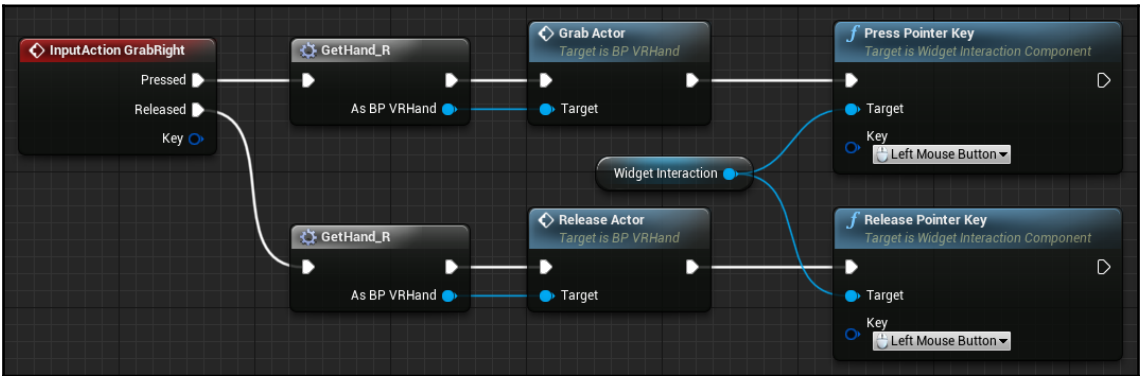 InputAction GrabRight
Pressed
Released
Key
GetHand_R
As BP VRHand
Grab Actor
Target is BP VRHand
Target
Press Pointer Key
Target is Widget Interaction Component
Target
Key
Left Mouse Button
Widget Interaction
GetHand_R
As BP VRHand
Release Actor
Target is BP VRHand
Target
Release Pointer Key
Target is Widget Interaction Component
Target
Key
Left Mouse Button